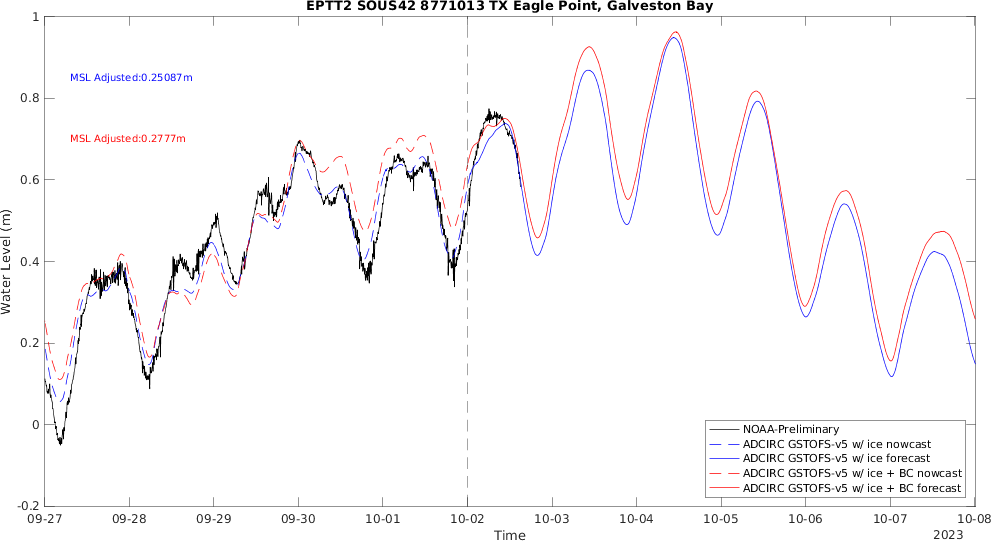 EPTT2 SOUS42 8771013 TX Eagle Point, Galveston Bay
1
0.8
0.6
0.4
0.2
0
-0.2
Water Level (m)
MSL Adjusted:0.25087m
MSL Adjusted:0.2777m
NOAA-Preliminary
ADCIRC GSTOFS-v5 w/ ice nowcast
ADCIRC GSTOFS-v5 w/ ice forecast
ADCIRC GSTOFS-v5 w/ ice + BC nowcast
ADCIRC GSTOFS-v5 w/ ice + BC forecast
09-27 09-28 09-29 09-30 10-01 10-02 10-03 10-04 10-05 10-06 10-07 10-08
Time
2023